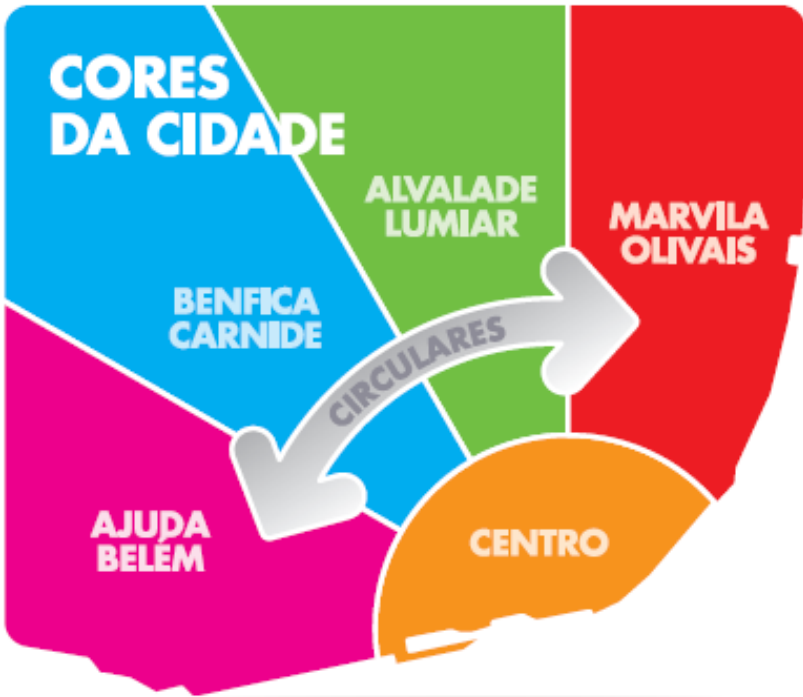 CORES
DA CIDADE
ALVALADE
LUMIAR
MARVILA
OLIVAIS
BENFICA
CARNIDE
CIRCULARES
AJUDA
BELÉM
CENTRO